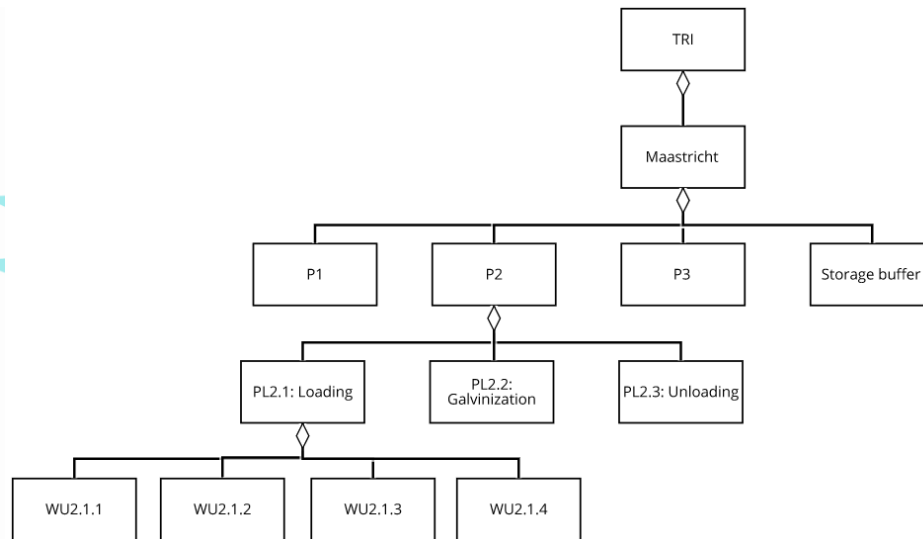 TRI
Maastricht
P1
P2
P3
Storage buffer
PL2.1: Loading
PL2.2:
Galvinization
PL2.3: Unloading
WU2.1.1
WU2.1.2
WU2.1.3
WU2.1.4